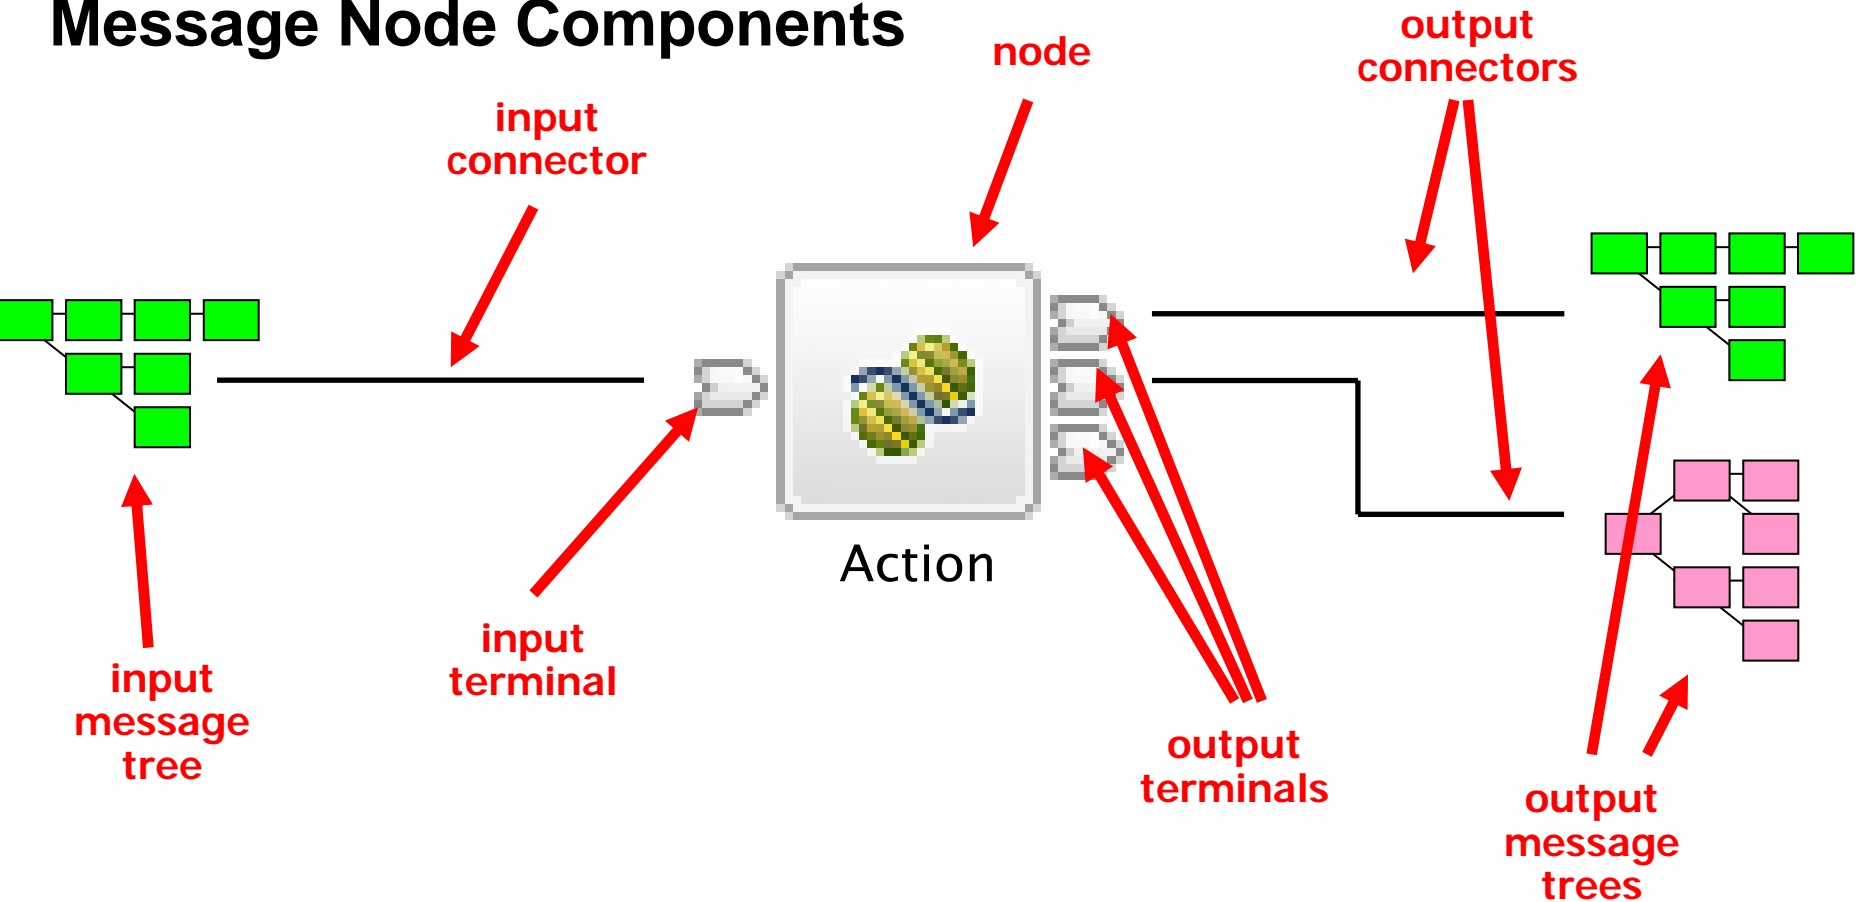 Message Node Components
node
output
connectors
input
connector
Action
input
terminal
input
message
tree
output
terminals
output
message
trees